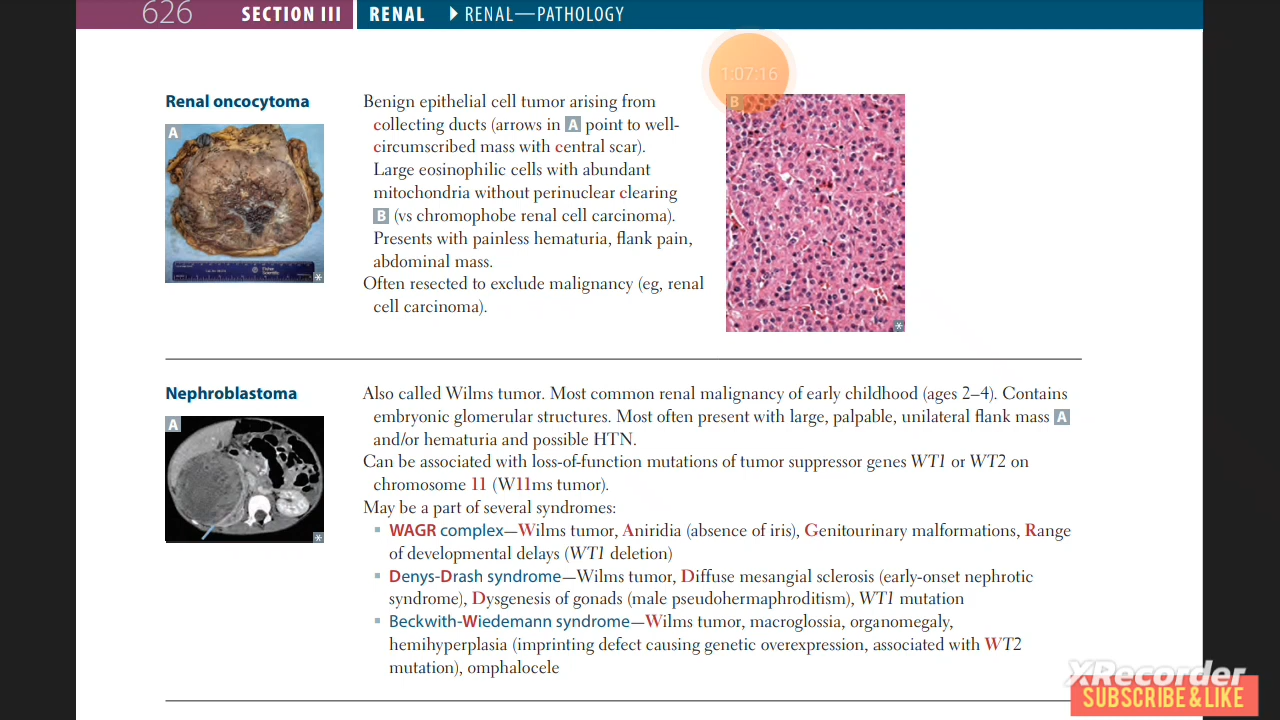 626 SECTION III RENAL ▶ RENAL—PATHOLOGY
1:07:16
Renal oncocytoma
A
Benign epithelial cell tumor arising from
collecting ducts (arrows in A point to well-
circumscribed mass with central scar).
Large eosinophilic cells with abundant
mitochondria without perinuclear clearing
B (vs chromophobe renal cell carcinoma).
Presents with painless hematuria, flank pain,
abdominal mass.
Often resected to exclude malignancy (eg, renal
cell carcinoma).
B
Nephroblastoma
A
Also called Wilms tumor. Most common renal malignancy of early childhood (ages 2–4). Contains
embryonic glomerular structures. Most often present with large, palpable, unilateral flank mass A
and/or hematuria and possible HTN.
Can be associated with loss-of-function mutations of tumor suppressor genes WT1 or WT2 on
chromosome 11 (W11ms tumor).
May be a part of several syndromes:
▪ WAGR complex—Wilms tumor, Aniridia (absence of iris), Genitourinary malformations, Range
of developmental delays (WT1 deletion)
▪ Denys-Drash syndrome—Wilms tumor, Diffuse mesangial sclerosis (early-onset nephrotic
syndrome), Dysgenesis of gonads (male pseudohermaphroditism), WT1 mutation
▪ Beckwith-Wiedemann syndrome—Wilms tumor, macroglossia, organomegaly,
hemihyperplasia (imprinting defect causing genetic overexpression, associated with WT2
mutation), omphalocele
XRecorder
SUBSCRIBE & LIKE